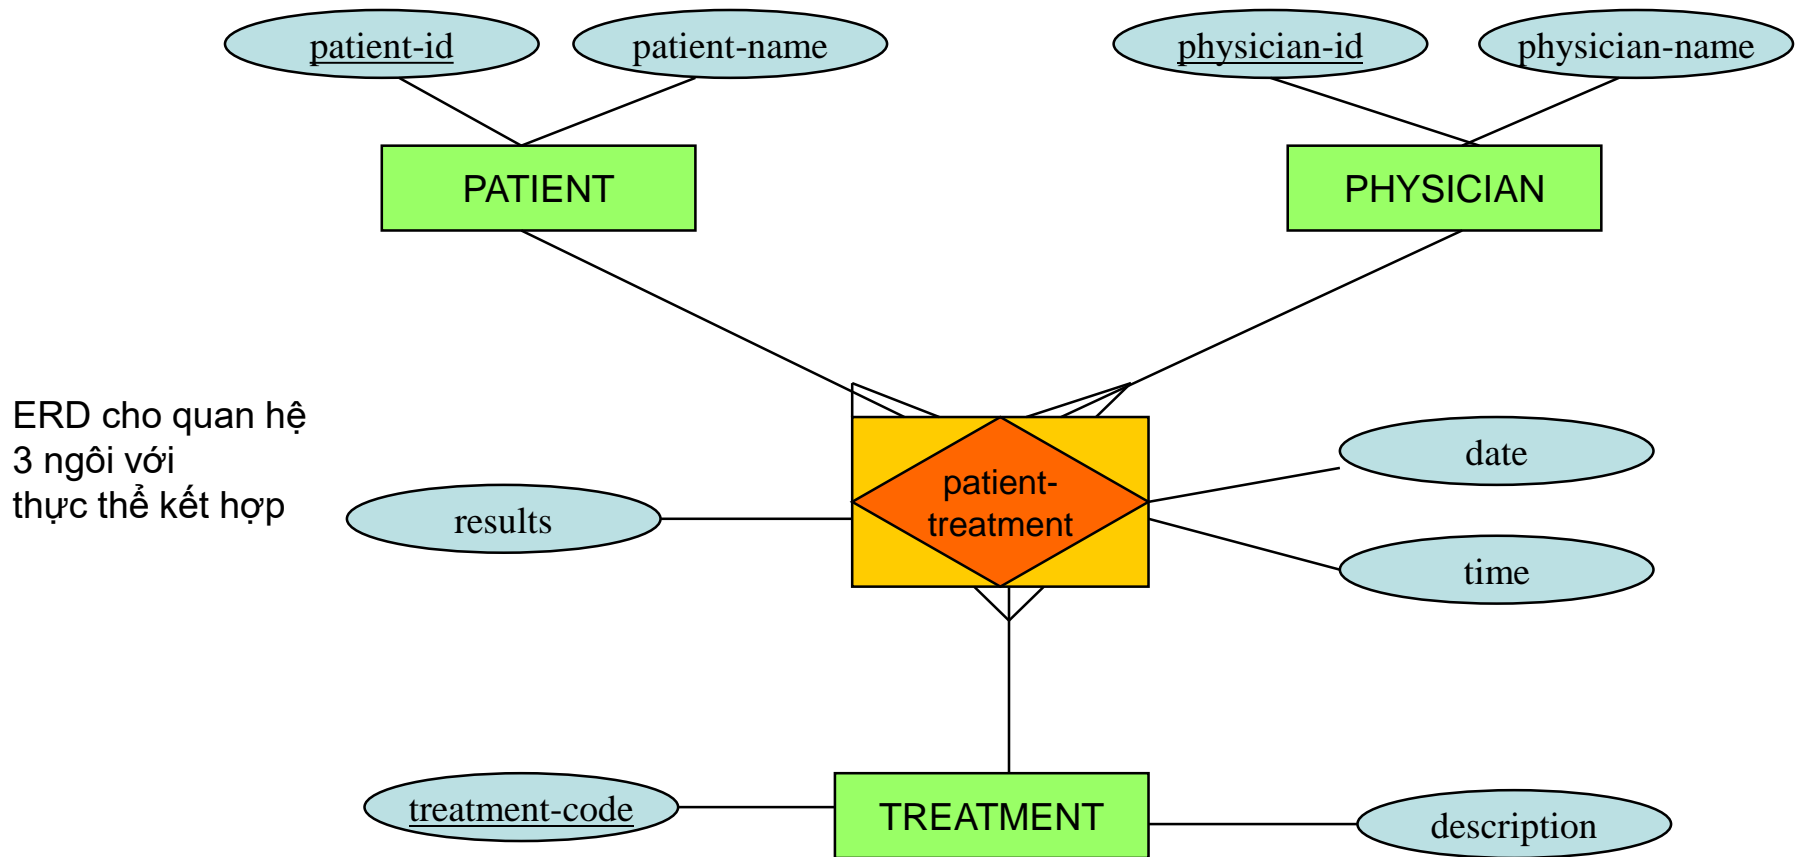 patient-id
patient-name
physician-id
physician-name
PATIENT
PHYSICIAN
ERD cho quan hệ
3 ngôi với
thực thể kết hợp
results
patient-
treatment
date
time
treatment-code
TREATMENT
description